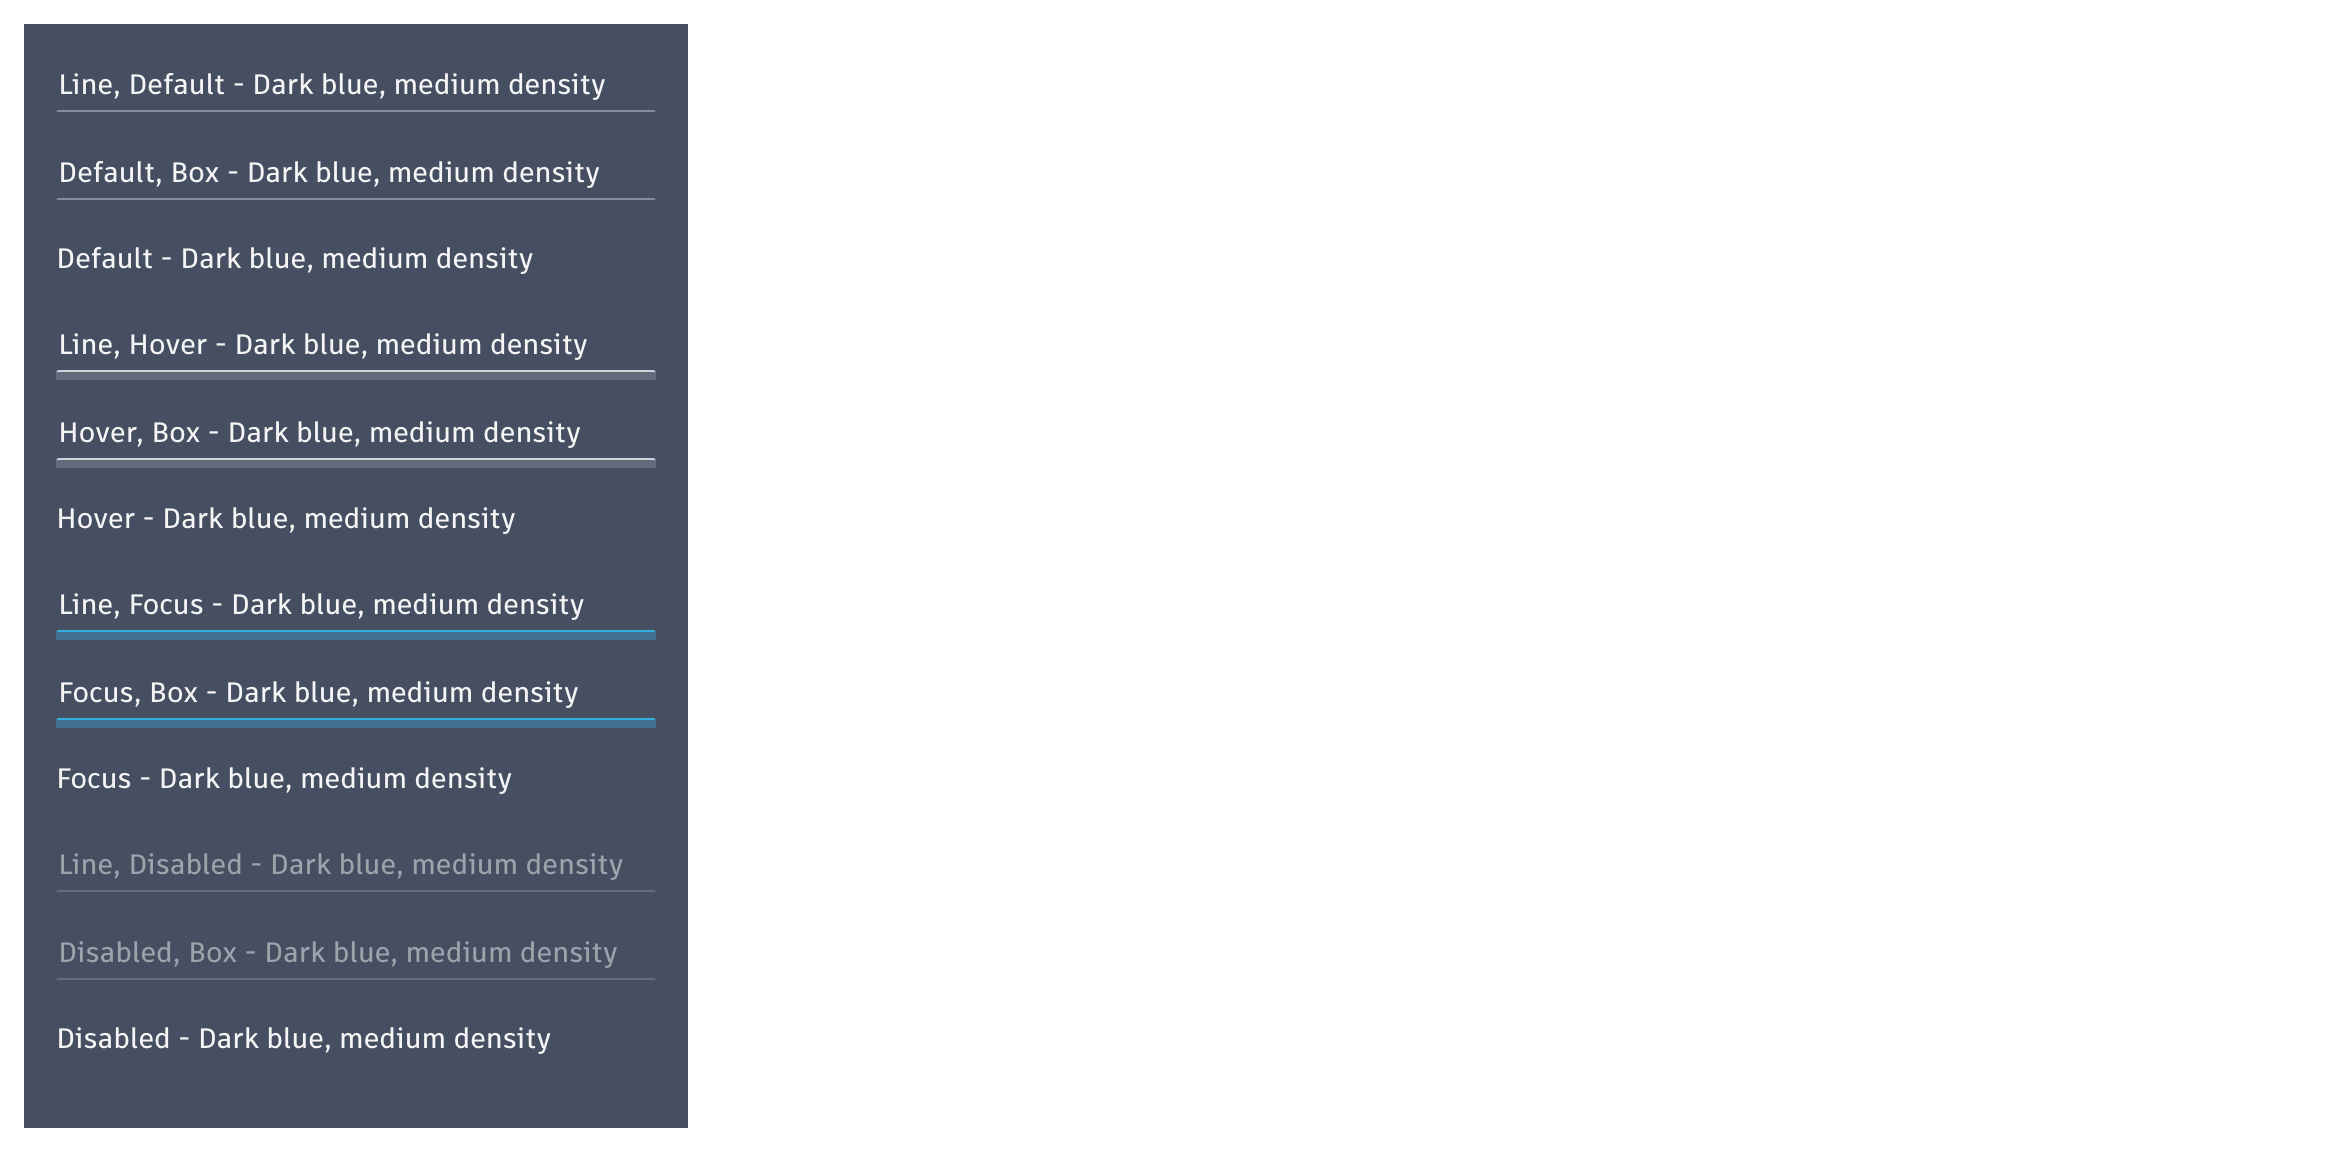 Line, Default - Dark blue, medium density
Default, Box - Dark blue, medium density
Default - Dark blue, medium density
Line, Hover - Dark blue, medium density
Hover, Box - Dark blue, medium density
Hover - Dark blue, medium density
Line, Focus - Dark blue, medium density
Focus, Box - Dark blue, medium density
Focus - Dark blue, medium density
Line, Disabled - Dark blue, medium density
Disabled, Box - Dark blue, medium density
Disabled - Dark blue, medium density